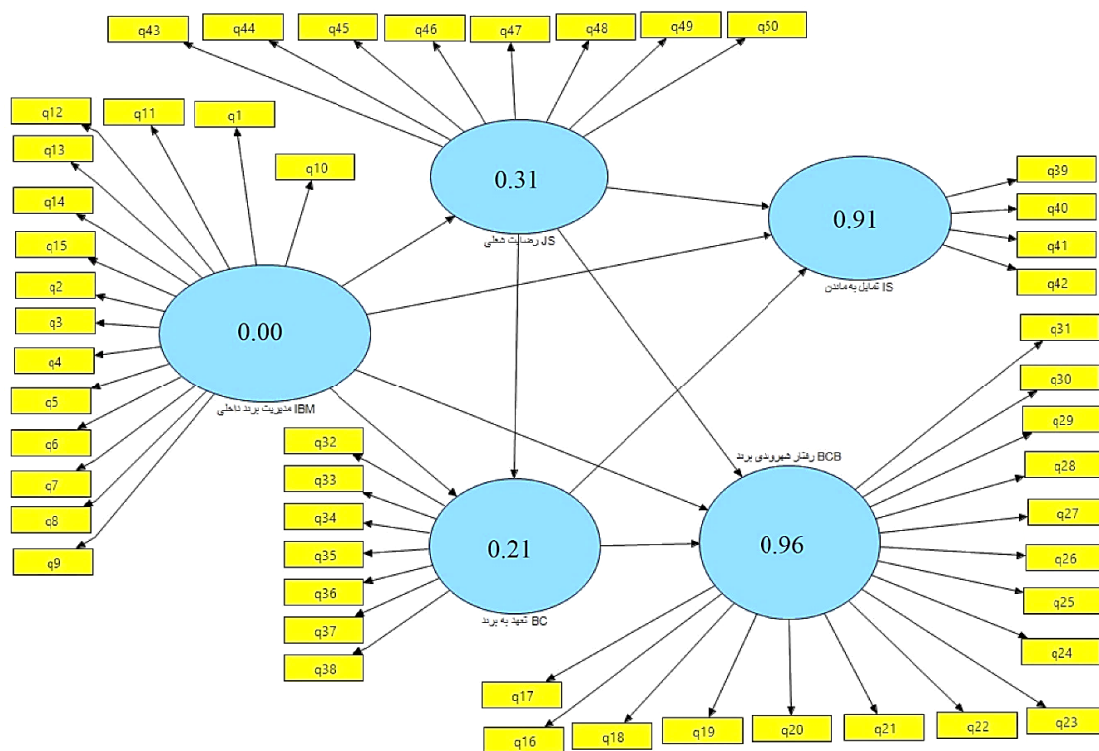 q43
q44
q45
q46
q47
q48
q49
q50
q12
q11
q1
q13
q10
q14
q15
q2
q3
q4
q5
q6
q7
q8
q9
0.31
رضایت شغلی JS
0.91
تمایل به ماندن IS
q39
q40
q41
q42
0.00
مدیریت برند داخلی IBM
q32
q33
q34
q35
q36
q37
q38
0.21
تعهد به برند BC
رفتار شهروندی برند BCB
0.96
q31
q30
q29
q28
q27
q26
q25
q24
q17
q16
q18
q19
q20
q21
q22
q23